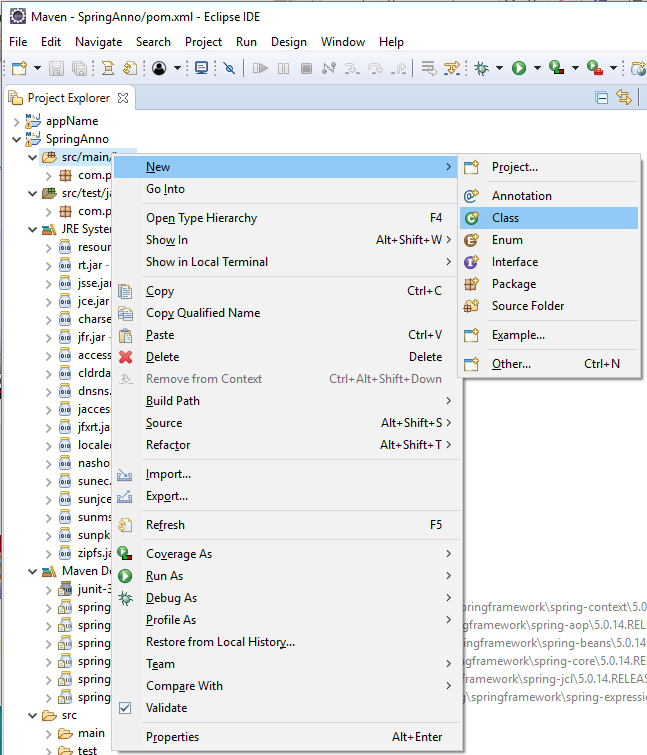 Maven - SpringAnno/pom.xml - Eclipse IDE
File Edit Navigate Search Project Run Design Window Help
Project Explorer
appName
SpringAnno
src/main/
com.p
src/test/ja
com.p
JRE System
resour
rt.jar -
jsse.jar
jce.jar
charse
jfr.jar -
access
cldrda
dnsns.
jaccess
jfxrt.ja
localed
nasho
sunec.
sunjce
sunms
sunpk
zipfs.ja
Maven De
junit-3
spring
spring
spring
spring
spring
spring
src
main
test
New
Go Into
Open Type Hierarchy F4
Show In Alt+Shift+W
Show in Local Terminal
Copy Ctrl+C
Copy Qualified Name
Paste Ctrl+V
Delete Delete
Remove from Context Ctrl+Alt+Shift+Down
Build Path
Source Alt+Shift+S
Refactor Alt+Shift+T
Import...
Export...
Refresh F5
Coverage As
Run As
Debug As
Profile As
Restore from Local History...
Team
Compare With
Validate
Properties Alt+Enter
Project...
Annotation
Class
Enum
Interface
Package
Source Folder
Example...
Other... Ctrl+N
springframework\spring-context\5.0
gframework\spring-aop\5.0.14.REL
ringframework\spring-beans\5.0.14
ngframework\spring-core\5.0.14.RE
gframework\spring-jcl\5.0.14.RELEAS
g\springframework\spring-expressio